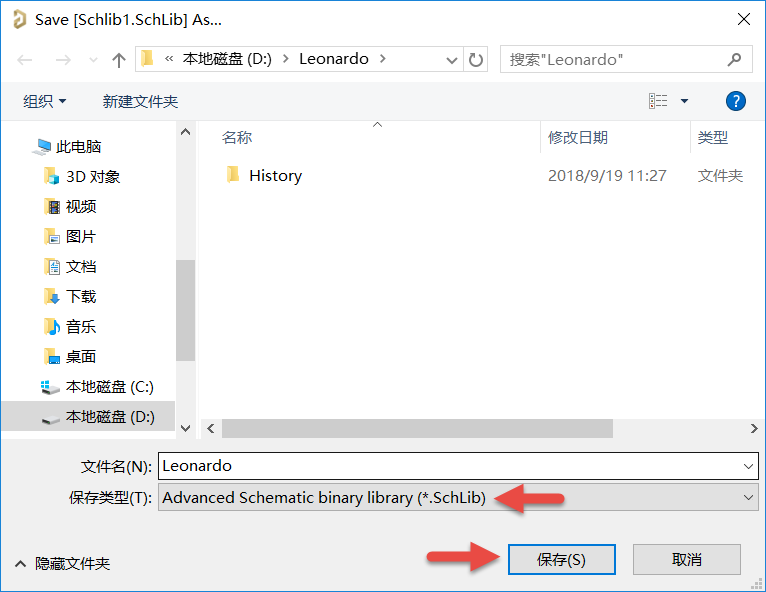 Save [Schlib1.SchLib] As...
« 本地磁盘 (D:) > Leonardo >
搜索"Leonardo"
组织 新建文件夹
?
名称 修改日期 类型
此电脑
3D 对象
History 2018/9/19 11:27 文件夹
视频
图片
文档
下载
音乐
桌面
本地磁盘 (C:)
本地磁盘 (D:)
文件名(N): Leonardo
保存类型(T): Advanced Schematic binary library (*.SchLib)
隐藏文件夹
保存(S) 取消